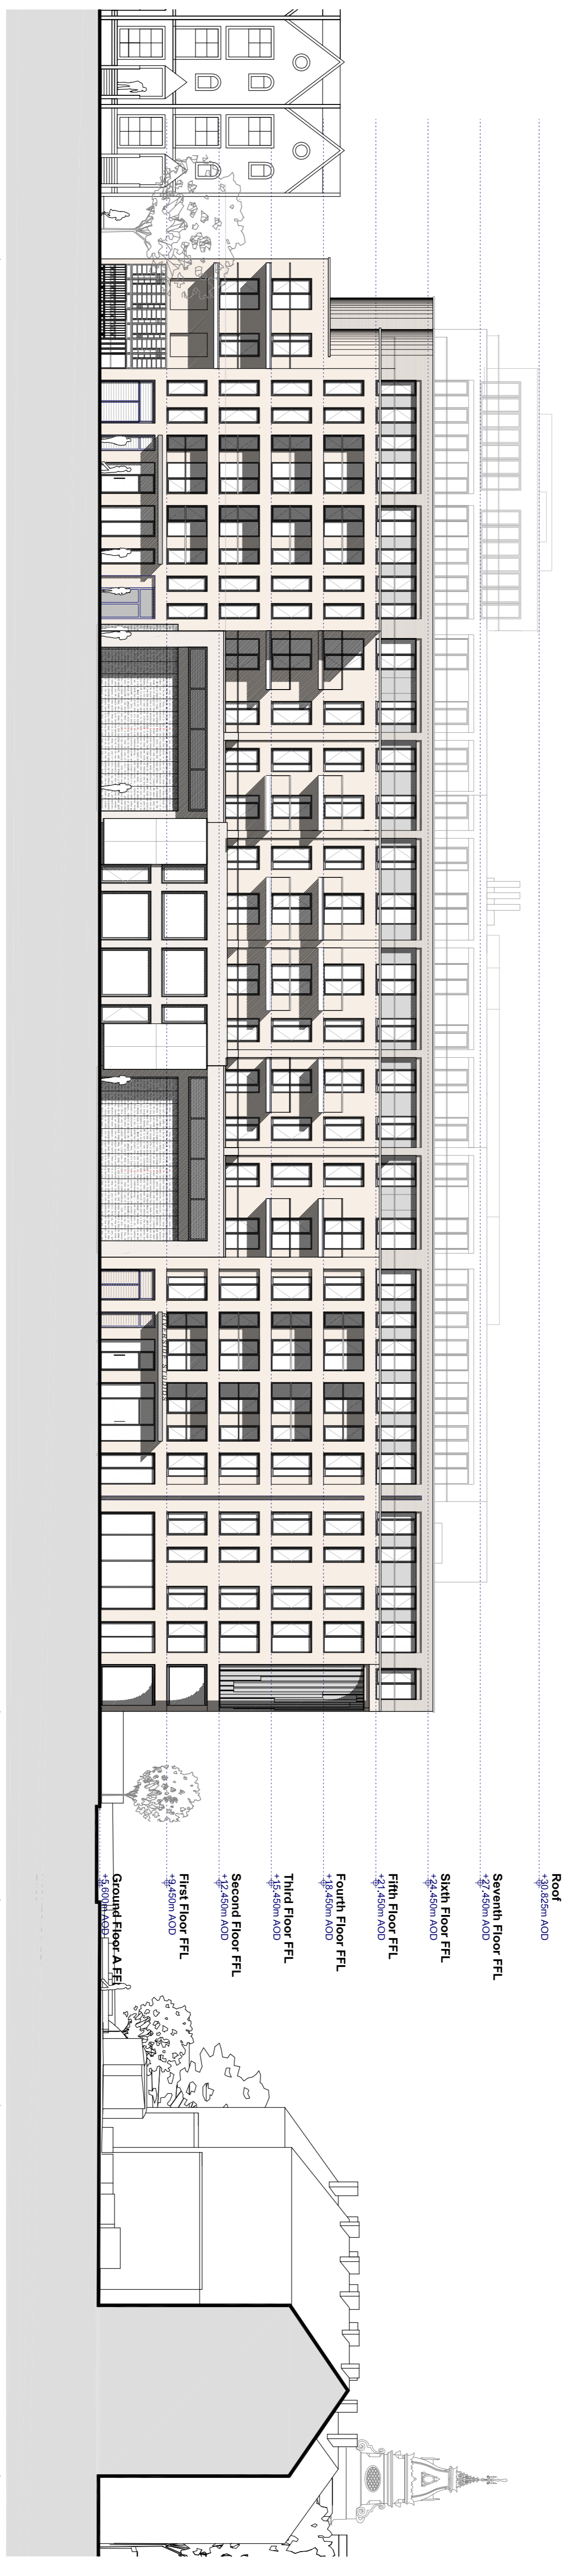 Roof
+30.825m AOD
Seventh Floor FFL
+27.450m AOD
Sixth Floor FFL
+24.450m AOD
Fifth Floor FFL
+21.450m AOD
Fourth Floor FFL
+18.450m AOD
Third Floor FFL
+15.450m AOD
Second Floor FFL
+12.450m AOD
First Floor FFL
+9.450m AOD
Ground Floor A FFL
+5.600m AOD
RIVERSIDE STUDIOS